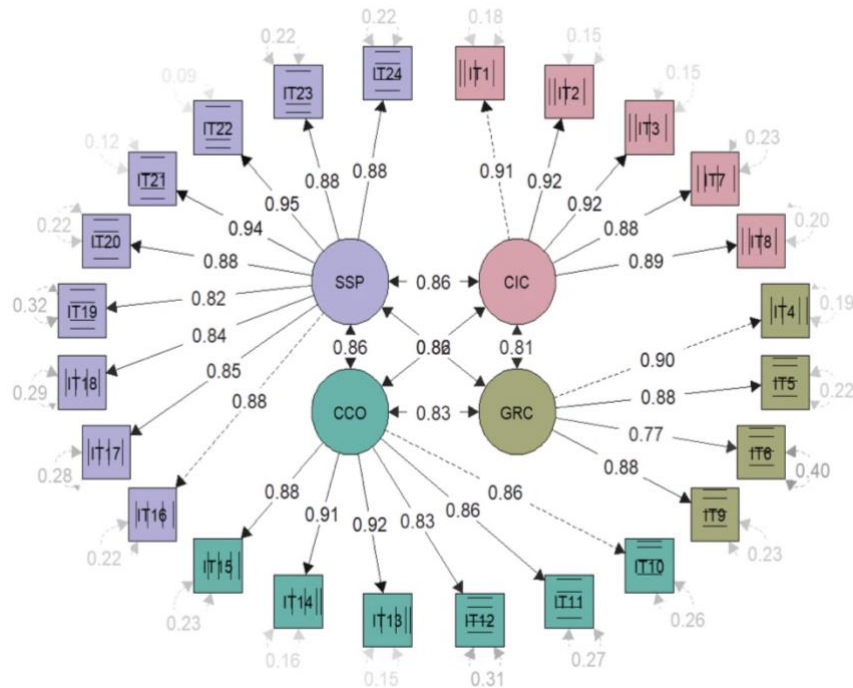 0.22 0.18
0.22 0.15
IT24 IT1
IT23 IT2
0.09 0.15
IT22 IT3
0.12 0.23
IT21 0.88 0.88 0.91 0.92 IT7
0.95 0.92
0.22 0.94 0.88 0.20
IT20 0.88 0.89 IT8
SSP 0.86 CIC
0.32 IT19 0.82 IT4 0.19
0.84 0.86 0.81 0.90
0.29 IT18 0.85 0.88 IT5 0.22
0.88 CCO 0.83 GRC 0.77
IT17 0.88 IT6
0.28 0.86 0.40
IT16 0.88 0.91 0.92 0.83 0.86 IT9
0.22 0.23
IT15 IT10
IT14 IT13 IT12 IT11
0.23 0.26
0.16 0.15 0.31 0.27